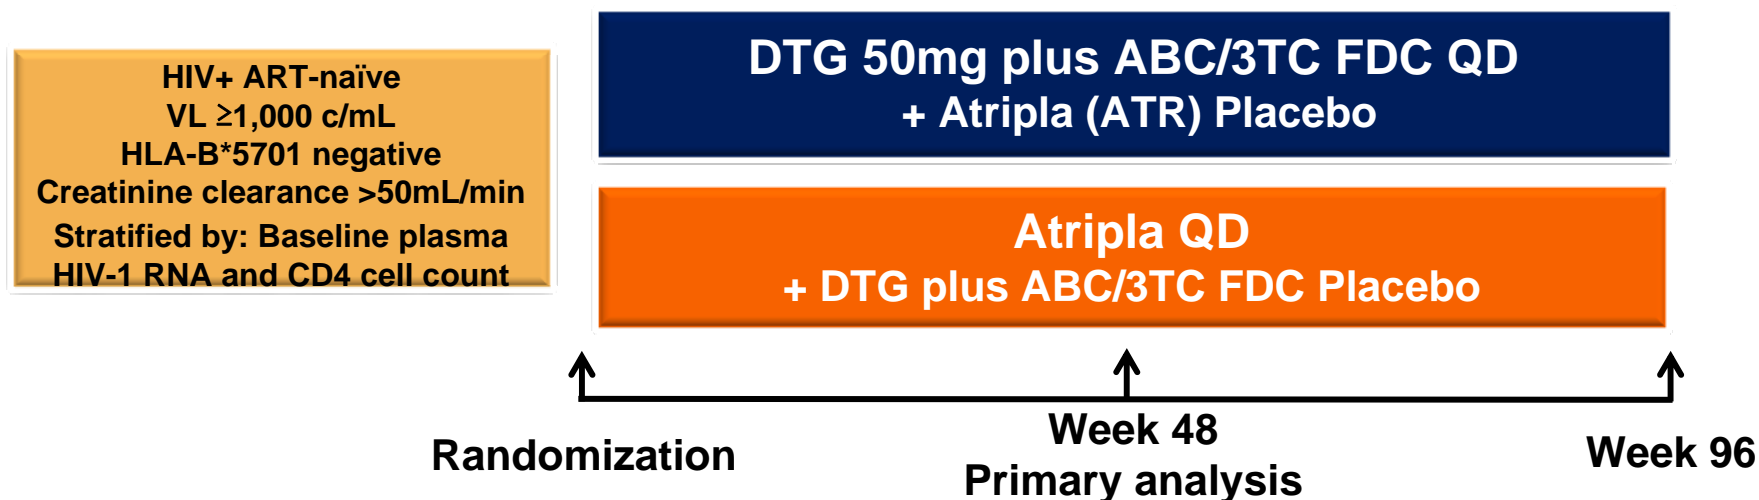 HIV+ ART-naïve
VL ≥1,000 c/mL
HLA-B*5701 negative
Creatinine clearance >50mL/min
Stratified by: Baseline plasma
HIV-1 RNA and CD4 cell count
DTG 50mg plus ABC/3TC FDC QD
+ Atripla (ATR) Placebo
Atripla QD
+ DTG plus ABC/3TC FDC Placebo
Randomization
Week 48
Primary analysis
Week 96